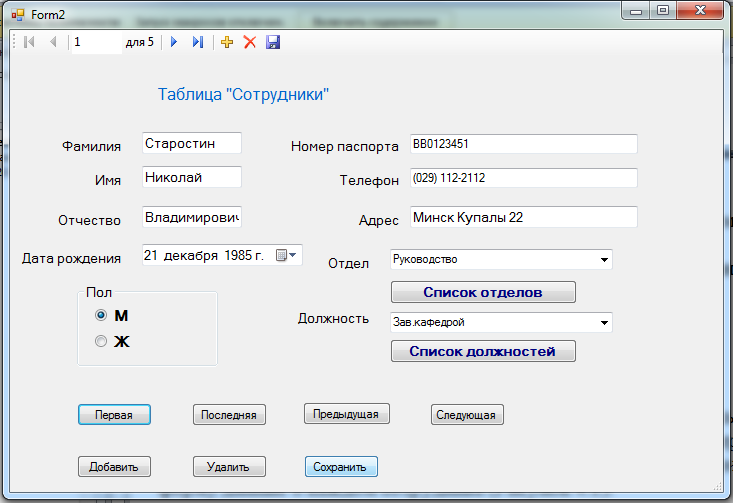 Form2
1 для 5
Таблица "Сотрудники"
Фамилия Старостин Номер паспорта BB0123451
Имя Николай Телефон (029) 112-2112
Отчество Владимирович Адрес Минск Купалы 22
Дата рождения 21 декабря 1985 г. Отдел Руководство
Пол Список отделов
М Должность Зав.кафедрой
Ж Список должностей
Первая Последняя Предыдущая Следующая
Добавить Удалить Сохранить